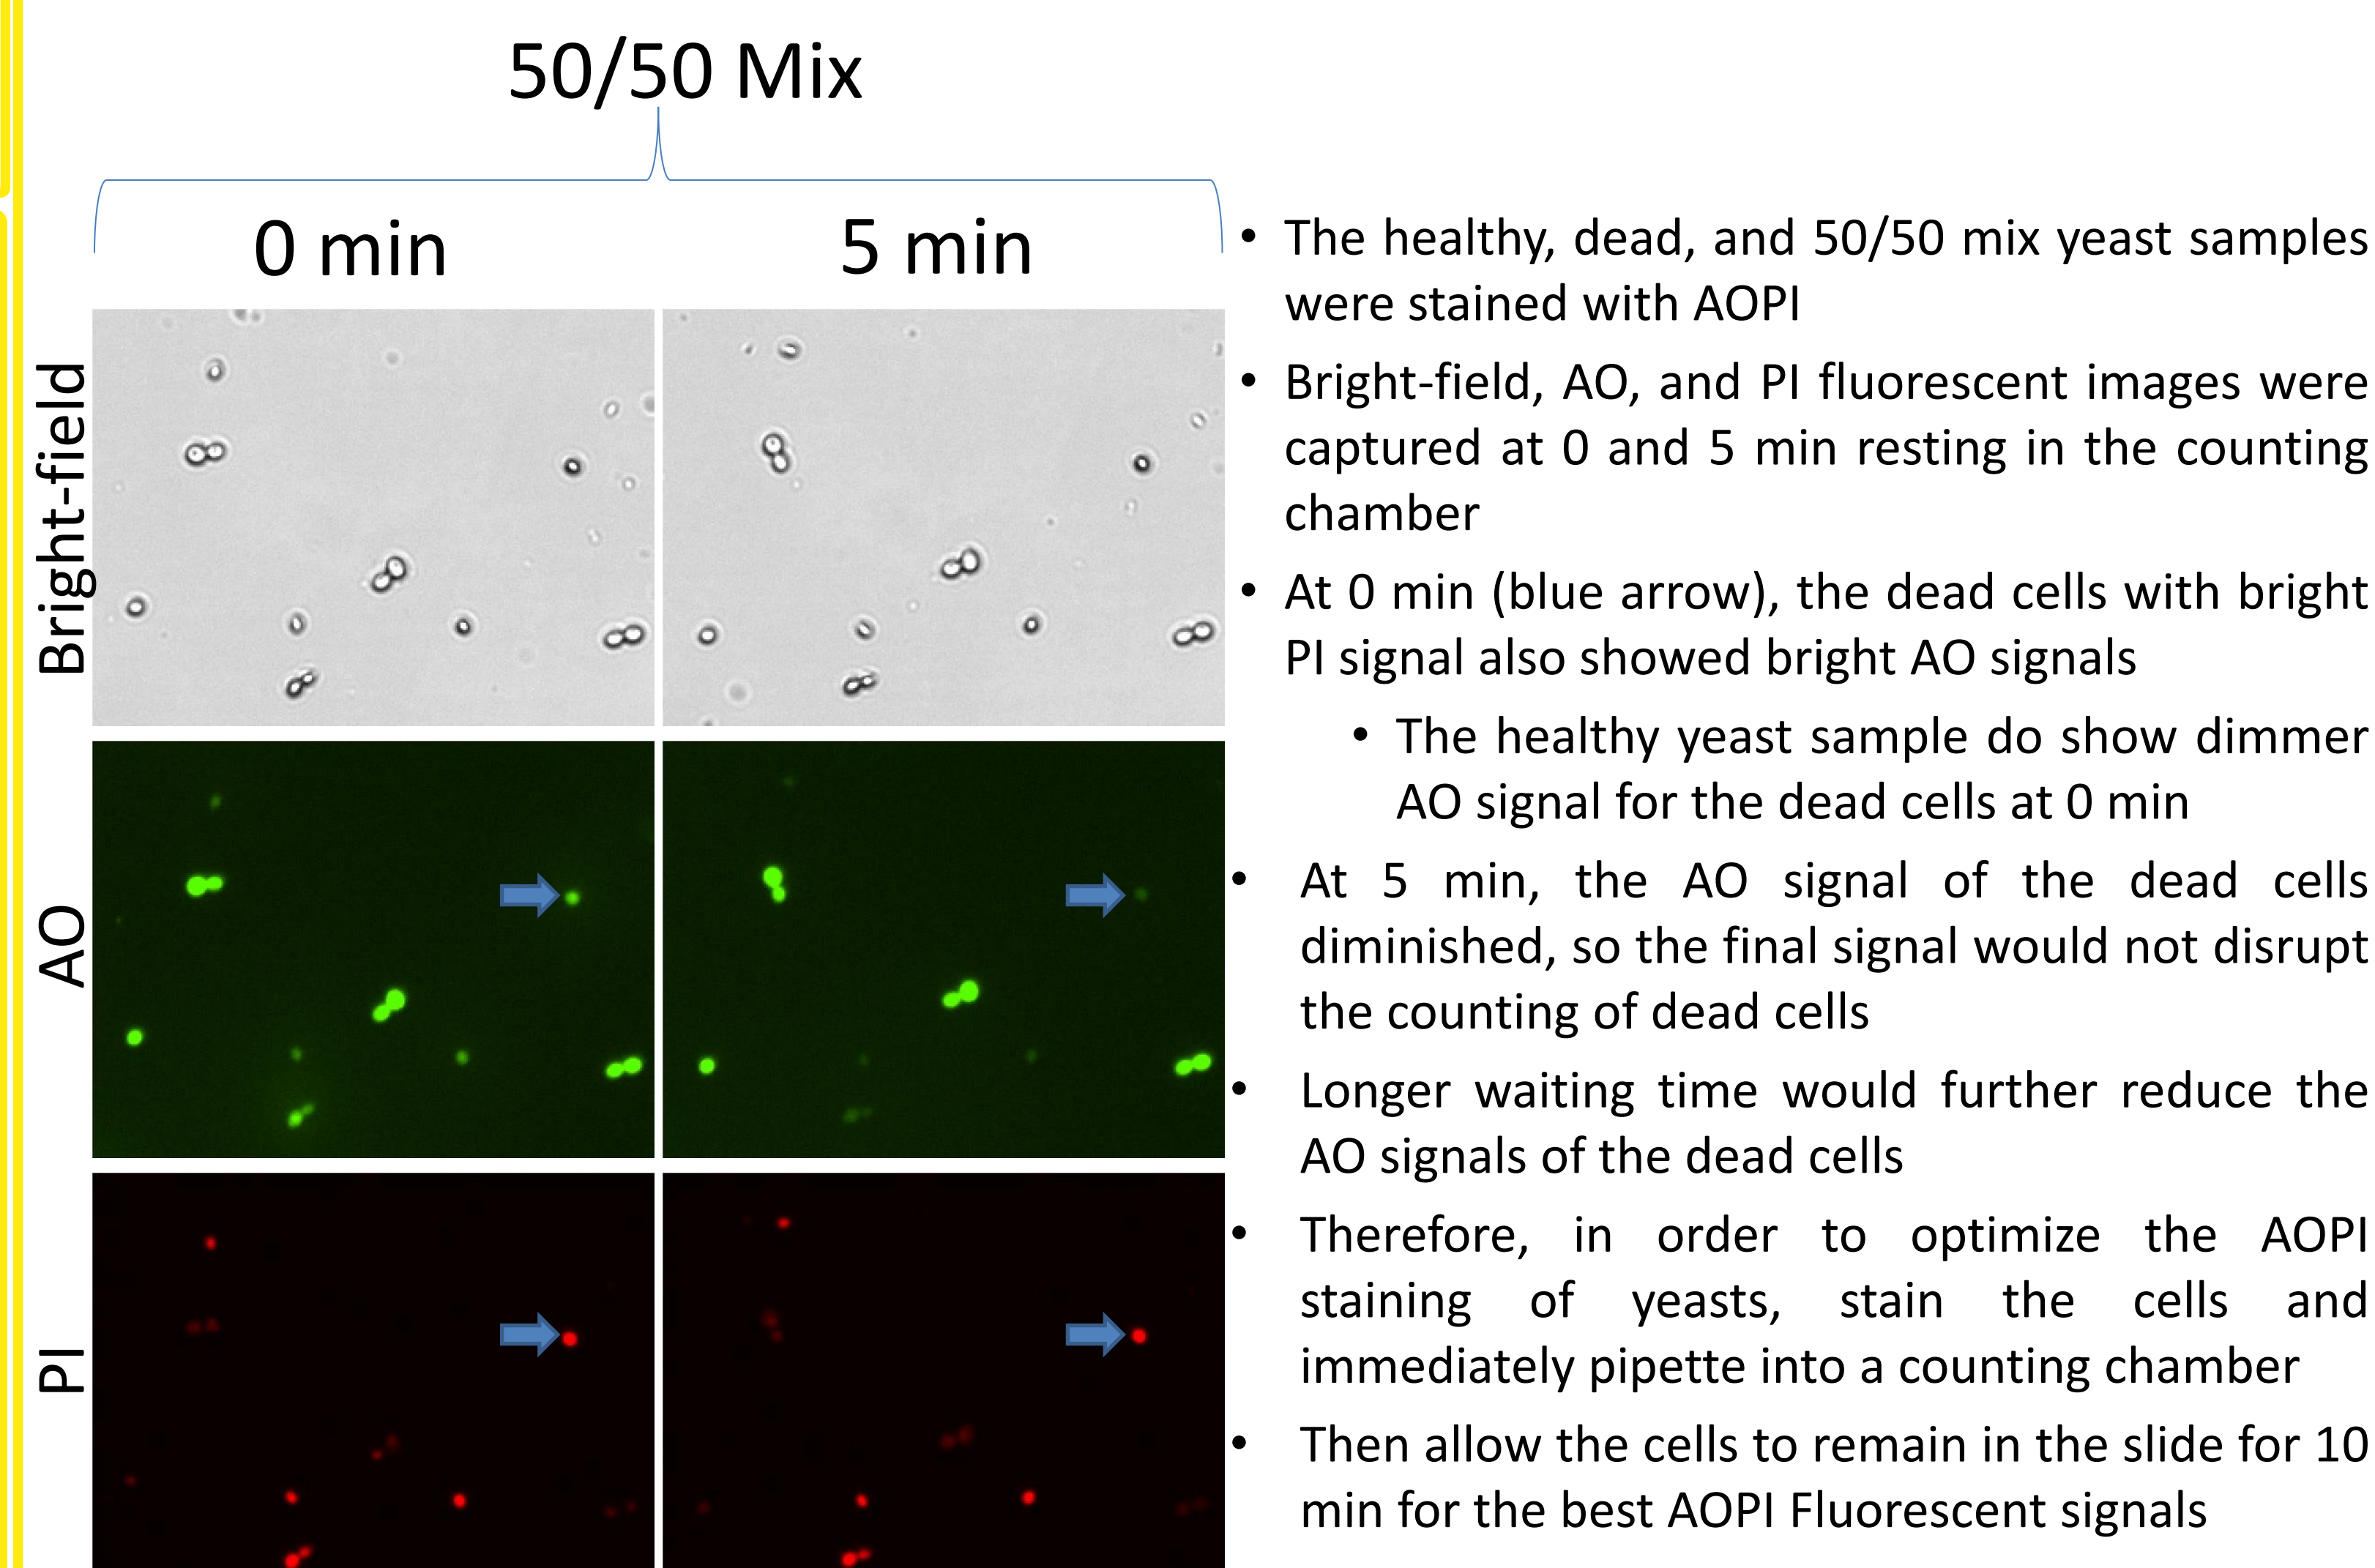 50/50 Mix
0 min
5 min
Bright-field
AO
PI
• The healthy, dead, and 50/50 mix yeast samples
were stained with AOPI
• Bright-field, AO, and PI fluorescent images were
captured at 0 and 5 min resting in the counting
chamber
• At 0 min (blue arrow), the dead cells with bright
PI signal also showed bright AO signals
• The healthy yeast sample do show dimmer
AO signal for the dead cells at 0 min
• At 5 min, the AO signal of the dead cells
diminished, so the final signal would not disrupt
the counting of dead cells
• Longer waiting time would further reduce the
AO signals of the dead cells
• Therefore, in order to optimize the AOPI
staining of yeasts, stain the cells and
immediately pipette into a counting chamber
• Then allow the cells to remain in the slide for 10
min for the best AOPI Fluorescent signals